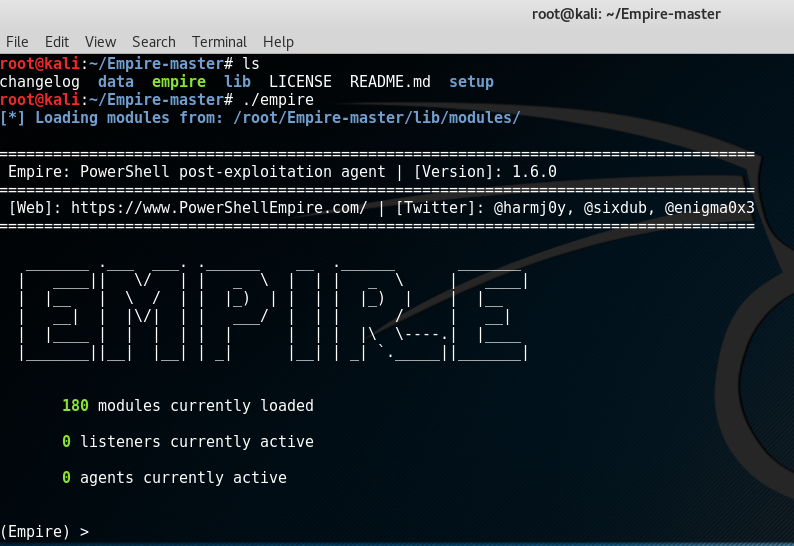 root@kali: ~/Empire-master
File Edit View Search Terminal Help
root@kali:~/Empire-master# ls
changelog data empire lib LICENSE README.md setup
root@kali:~/Empire-master# ./empire
[*] Loading modules from: /root/Empire-master/lib/modules/
====================================================================================
Empire: PowerShell post-exploitation agent | [Version]: 1.6.0
====================================================================================
[Web]: https://www.PowerShellEmpire.com/ | [Twitter]: @harmj0y, @sixdub, @enigma0x3
====================================================================================
EMPIRE
180 modules currently loaded
0 listeners currently active
0 agents currently active
(Empire) >